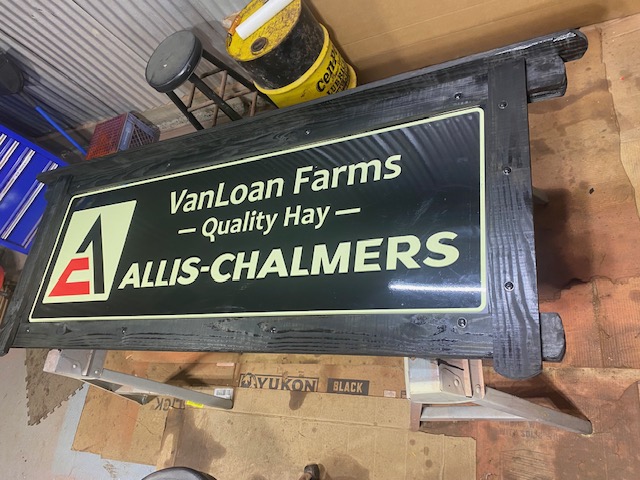 VanLoan Farms
— Quality Hay —
ALLIS-CHALMERS
YUKON
BLACK